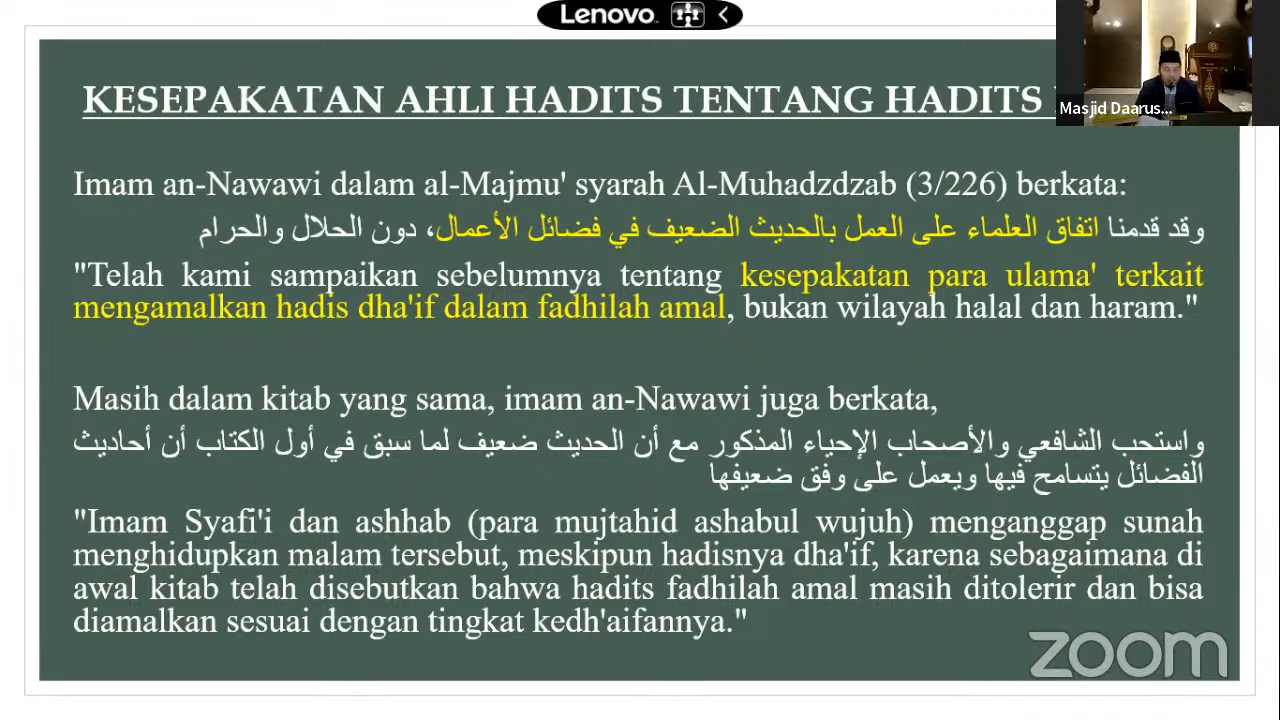 Lenovo
Masjid Daarus...
KESEPAKATAN AHLI HADITS TENTANG HADITS
Imam an-Nawawi dalam al-Majmu' syarah Al-Muhadzdzab (3/226) berkata:
وقد قدمنا اتفاق العلماء على العمل بالحديث الضعيف في فضائل الأعمال، دون الحلال والحرام
"Telah kami sampaikan sebelumnya tentang kesepakatan para ulama' terkait
mengamalkan hadis dha'if dalam fadhilah amal, bukan wilayah halal dan haram."
Masih dalam kitab yang sama, imam an-Nawawi juga berkata,
واستحب الشافعي والأصحاب الإحياء المذكور مع أن الحديث ضعيف لما سبق في أول الكتاب أن أحاديث
الفضائل يتسامح فيها ويعمل على وفق ضعيفها
"Imam Syafi'i dan ashhab (para mujtahid ashabul wujuh) menganggap sunah
menghidupkan malam tersebut, meskipun hadisnya dha'if, karena sebagaimana di
awal kitab telah disebutkan bahwa hadits fadhilah amal masih ditolerir dan bisa
diamalkan sesuai dengan tingkat kedh'aifannya."
zoom